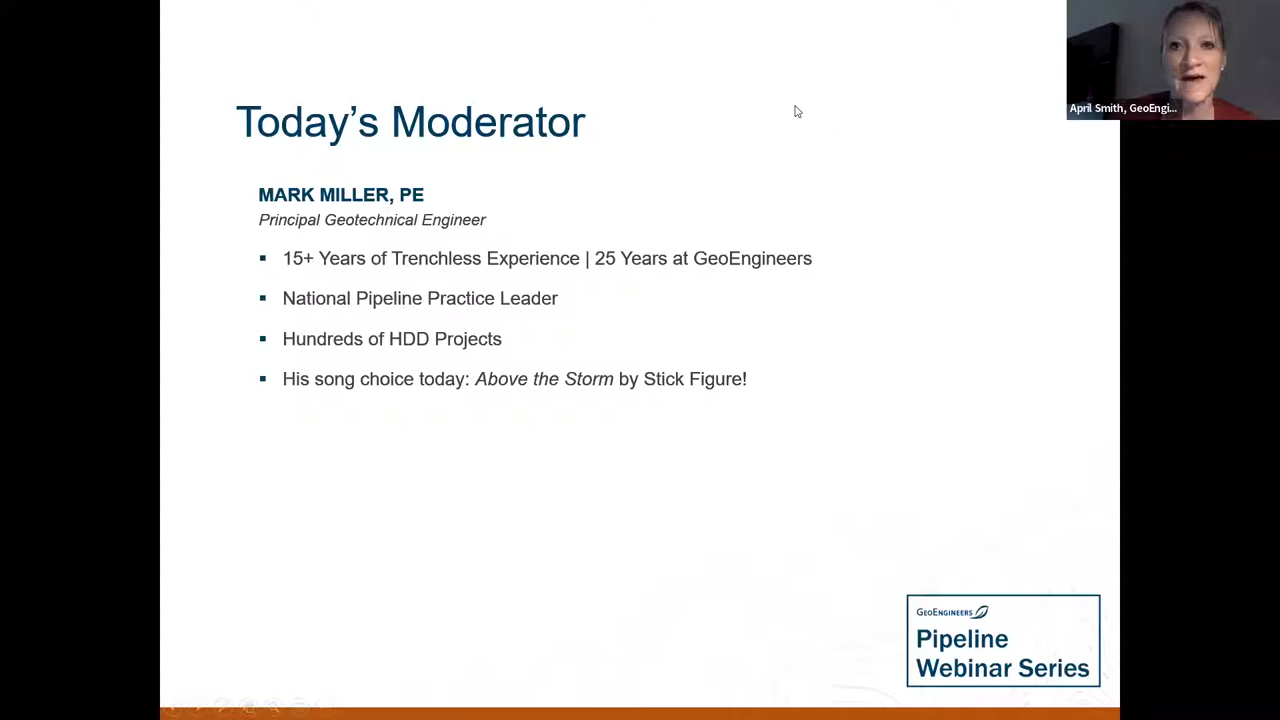 Today's Moderator
April Smith, GeoEngi...
MARK MILLER, PE
Principal Geotechnical Engineer
▪ 15+ Years of Trenchless Experience | 25 Years at GeoEngineers
▪ National Pipeline Practice Leader
▪ Hundreds of HDD Projects
▪ His song choice today: Above the Storm by Stick Figure!
GEOENGINEERS
Pipeline
Webinar Series